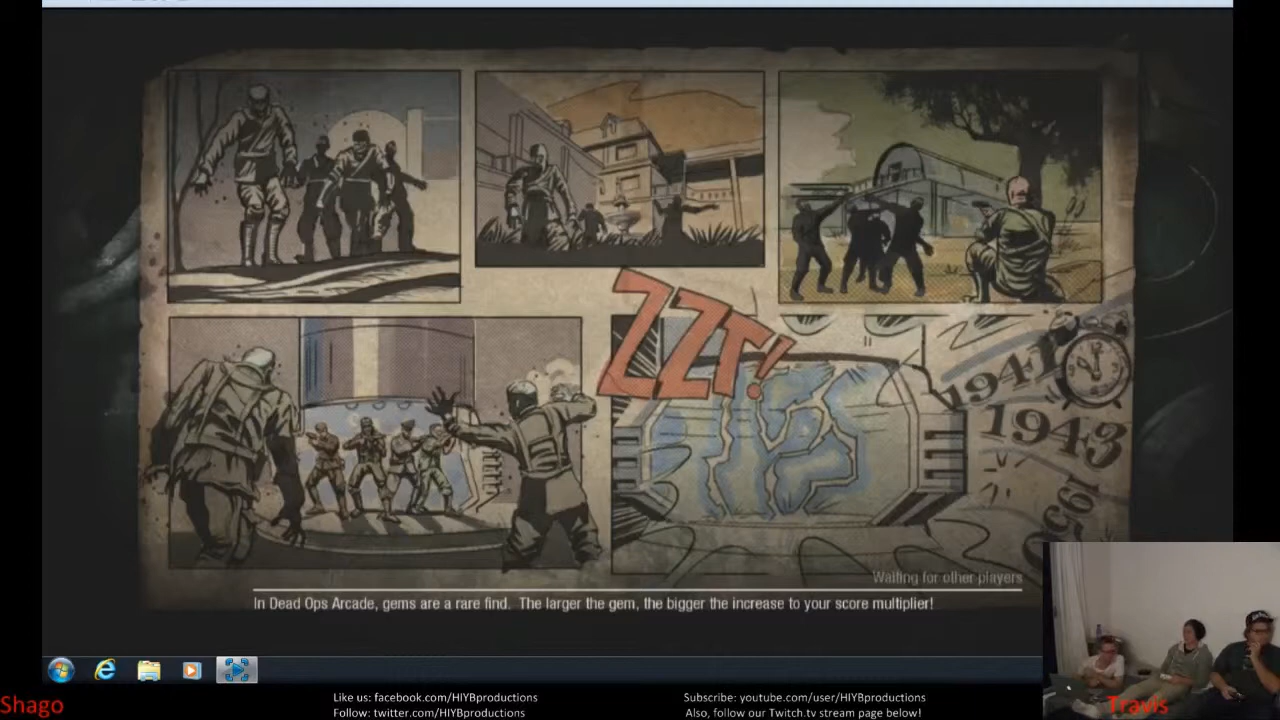 ZZT!
1941
1943
1950
Waiting for other players
In Dead Ops Arcade, gems are a rare find. The larger the gem, the bigger the increase to your score multiplier!
Shago
Like us: facebook.com/HIYBproductions
Follow: twitter.com/HIYBproductions
Subscribe: youtube.com/user/HIYBproductions
Also, follow our Twitch.tv stream page below!
Travis